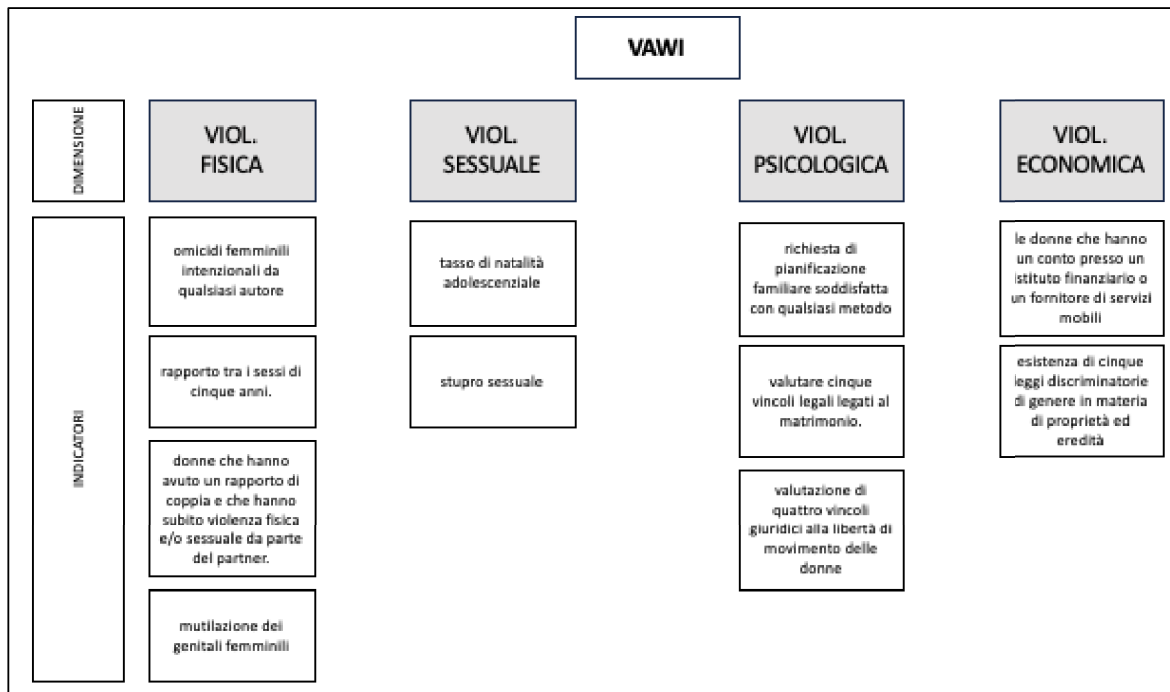 VAWI
DIMENSIONE
VIOL.
FISICA
VIOL.
SESSUALE
VIOL.
PSICOLOGICA
VIOL.
ECONOMICA
INDICATORI
omicidi femminili
intenzionali da
qualsiasi autore
rapporto tra i sessi di
cinque anni.
donne che hanno
avuto un rapporto di
coppia e che hanno
subito violenza fisica
e/o sessuale da parte
del partner.
mutilazione dei
genitali femminili
tasso di natalità
adolescenziale
stupro sessuale
richiesta di
pianificazione
familiare soddisfatta
con qualsiasi metodo
valutare cinque
vincoli legali legati al
matrimonio.
valutazione di
quattro vincoli
giuridici alla libertà di
movimento delle
donne
le donne che hanno
un conto presso un
istituto finanziario o
un fornitore di servizi
mobili
esistenza di cinque
leggi discriminatorie
di genere in materia
di proprietà ed
eredità